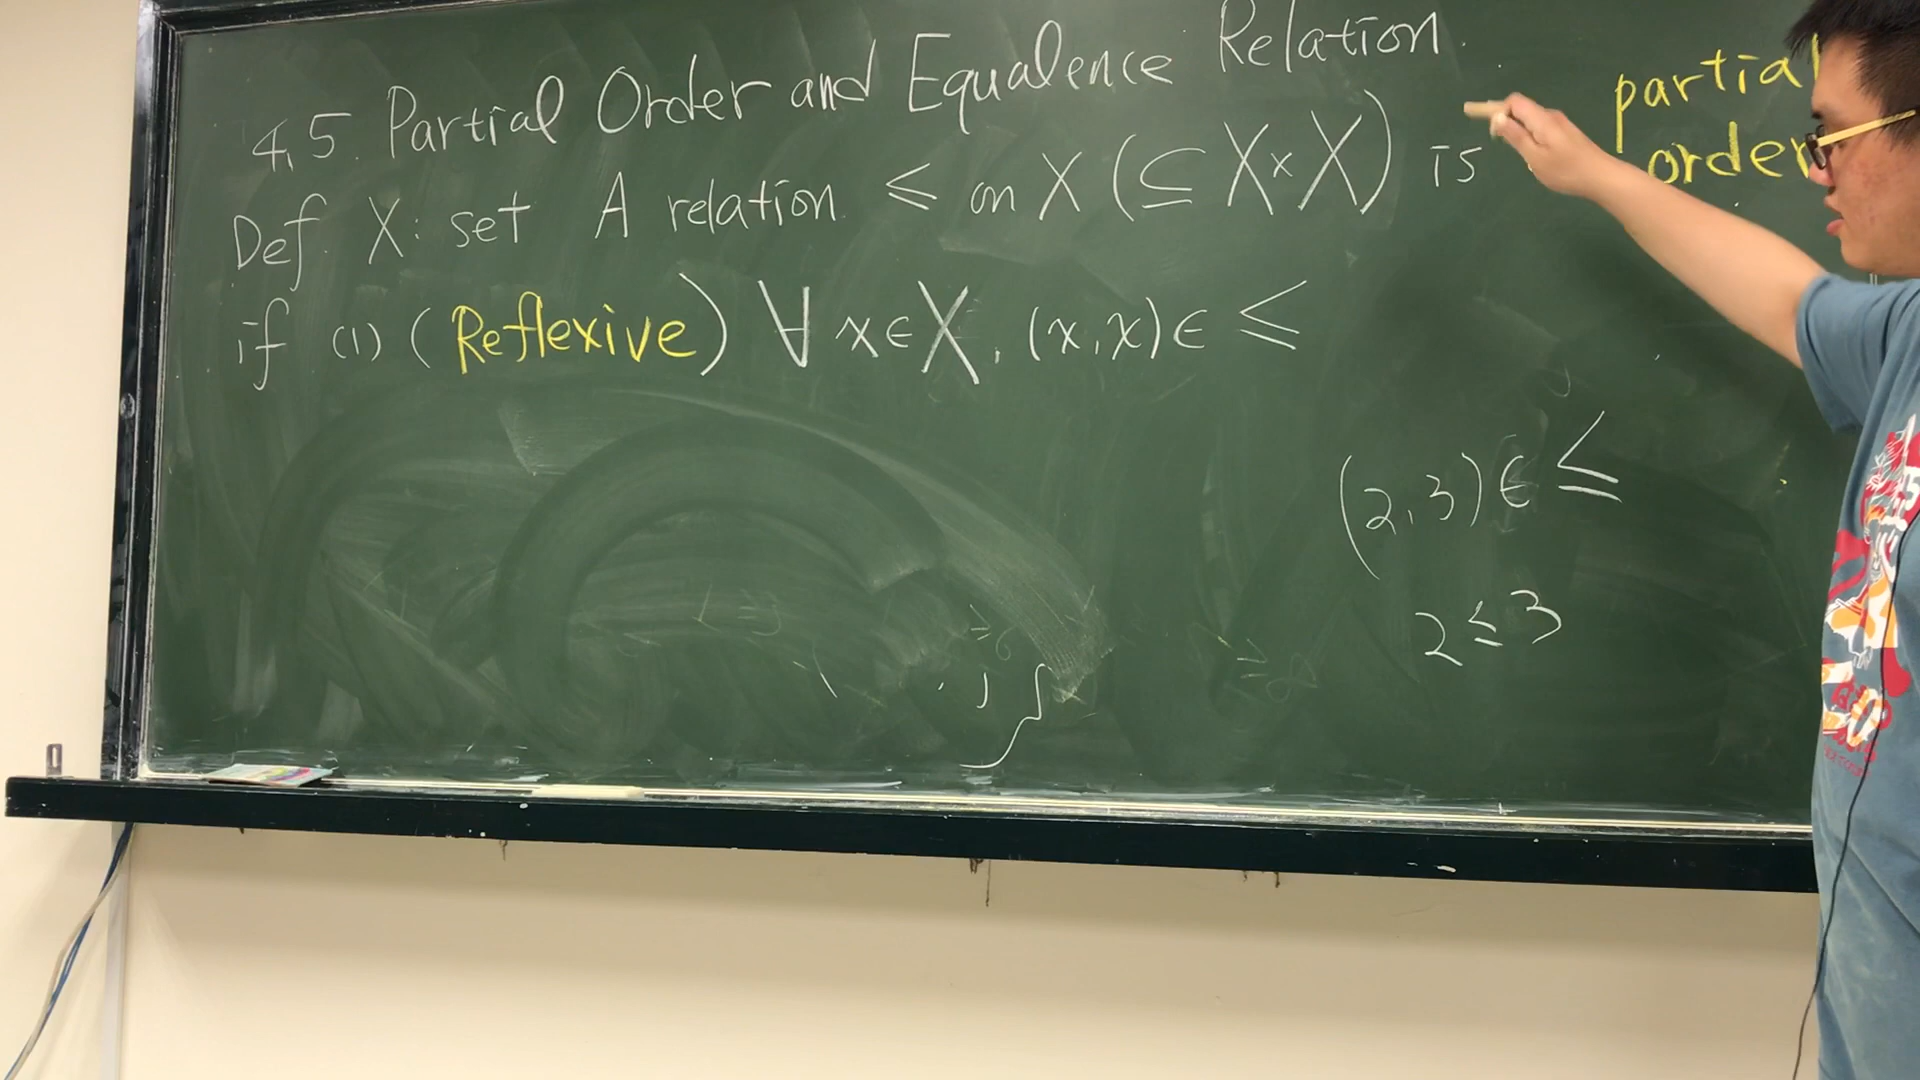 4.5. Partial Order and Equalence Relation.
Def. X: set A relation ≤ on X (⊆ X×X) is partial order
if (1) (Reflexive) ∀ x∈X, (x,x)∈ ≤
(2,3)∈ ≤
2≤3